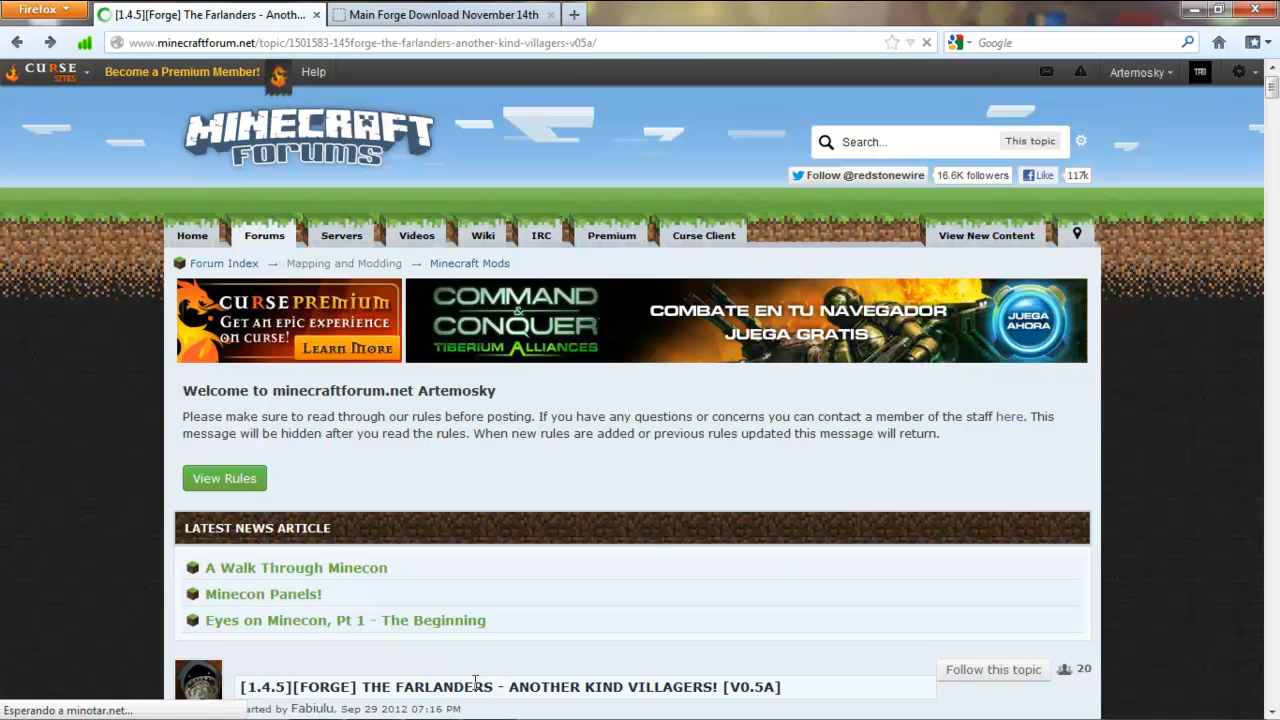 Firefox
[1.4.5][Forge] The Farlanders - Anoth... × Main Forge Download November 14th ×
www.minecraftforum.net/topic/1501583-145forge-the-farlanders-another-kind-villagers-v05a/
Google
CURSE SITES Become a Premium Member! Help Artemosky
MINECRAFT
FORUMS
Search... This topic
Follow @redstonewire 16.6K followers Like 117k
Home Forums Servers Videos Wiki IRC Premium Curse Client View New Content
Forum Index → Mapping and Modding → Minecraft Mods
CURSE PREMIUM
GET AN EPIC EXPERIENCE
ON CURSE!
LEARN MORE
COMMAND
&
CONQUER
TIBERIUM ALLIANCES
COMBATE EN TU NAVEGADOR
JUEGA GRATIS
JUEGA
AHORA
Welcome to minecraftforum.net Artemosky
Please make sure to read through our rules before posting. If you have any questions or concerns you can contact a member of the staff here. This
message will be hidden after you read the rules. When new rules are added or previous rules updated this message will return.
View Rules
LATEST NEWS ARTICLE
A Walk Through Minecon
Minecon Panels!
Eyes on Minecon, Pt 1 - The Beginning
Follow this topic 20
[1.4.5][FORGE] THE FARLANDERS - ANOTHER KIND VILLAGERS! [V0.5A]
arted by Fabiulu, Sep 29 2012 07:16 PM
Esperando a minotar.net...